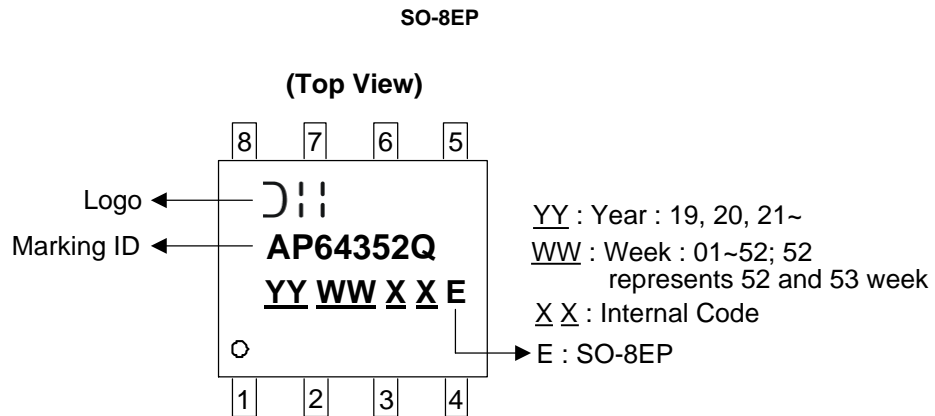 SO-8EP
(Top View)
8 7 6 5
Logo
Marking ID
AP64352Q
YY WW X X E
YY : Year : 19, 20, 21~
WW : Week : 01~52; 52
represents 52 and 53 week
X X : Internal Code
E : SO-8EP
1 2 3 4